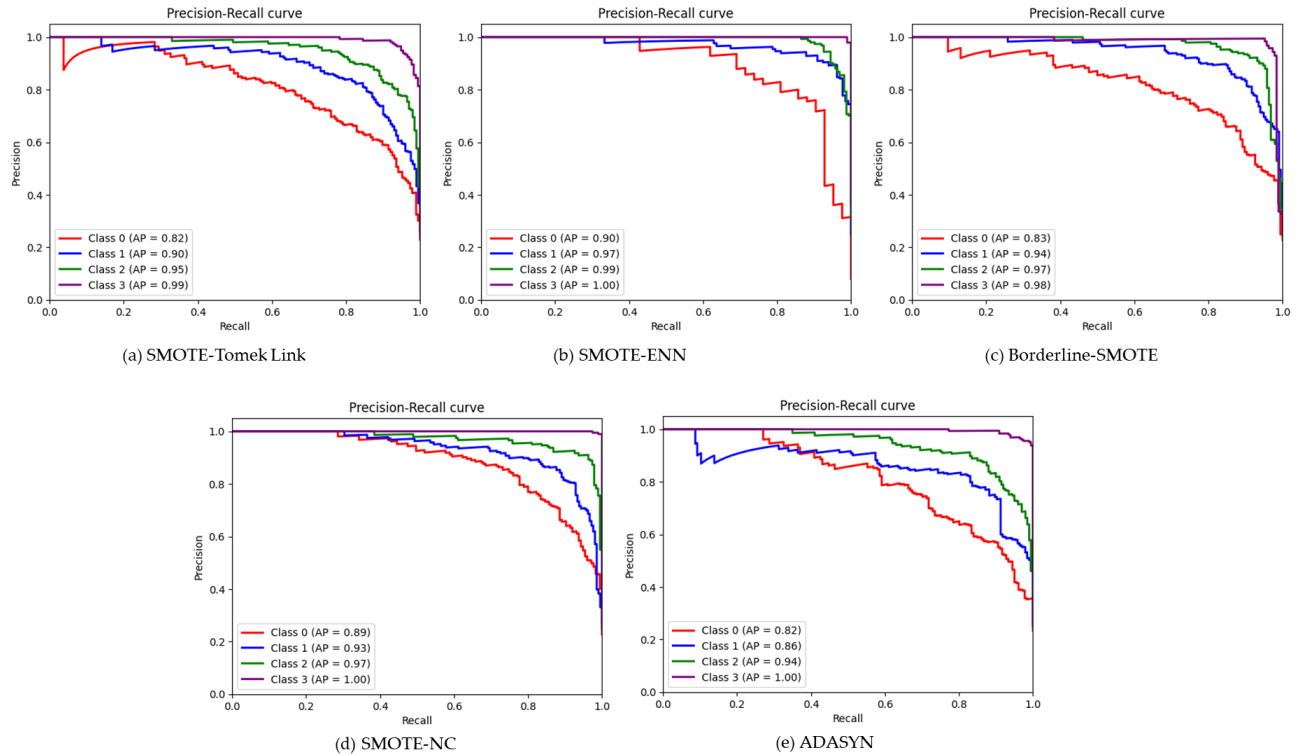 Precision-Recall curve
1.0
0.8
0.6
0.4
0.2
0.0
Precision
Class 0 (AP = 0.82)
Class 1 (AP = 0.90)
Class 2 (AP = 0.95)
Class 3 (AP = 0.99)
0.0 0.2 0.4 0.6 0.8 1.0
Recall
(a) SMOTE-Tomek Link
Precision-Recall curve
1.0
0.8
0.6
0.4
0.2
0.0
Precision
Class 0 (AP = 0.90)
Class 1 (AP = 0.97)
Class 2 (AP = 0.99)
Class 3 (AP = 1.00)
0.0 0.2 0.4 0.6 0.8 1.0
Recall
(b) SMOTE-ENN
Precision-Recall curve
1.0
0.8
0.6
0.4
0.2
0.0
Precision
Class 0 (AP = 0.83)
Class 1 (AP = 0.94)
Class 2 (AP = 0.97)
Class 3 (AP = 0.98)
0.0 0.2 0.4 0.6 0.8 1.0
Recall
(c) Borderline-SMOTE
Precision-Recall curve
1.0
0.8
0.6
0.4
0.2
0.0
Precision
Class 0 (AP = 0.89)
Class 1 (AP = 0.93)
Class 2 (AP = 0.97)
Class 3 (AP = 1.00)
0.0 0.2 0.4 0.6 0.8 1.0
Recall
(d) SMOTE-NC
Precision-Recall curve
1.0
0.8
0.6
0.4
0.2
0.0
Precision
Class 0 (AP = 0.82)
Class 1 (AP = 0.86)
Class 2 (AP = 0.94)
Class 3 (AP = 1.00)
0.0 0.2 0.4 0.6 0.8 1.0
Recall
(e) ADASYN